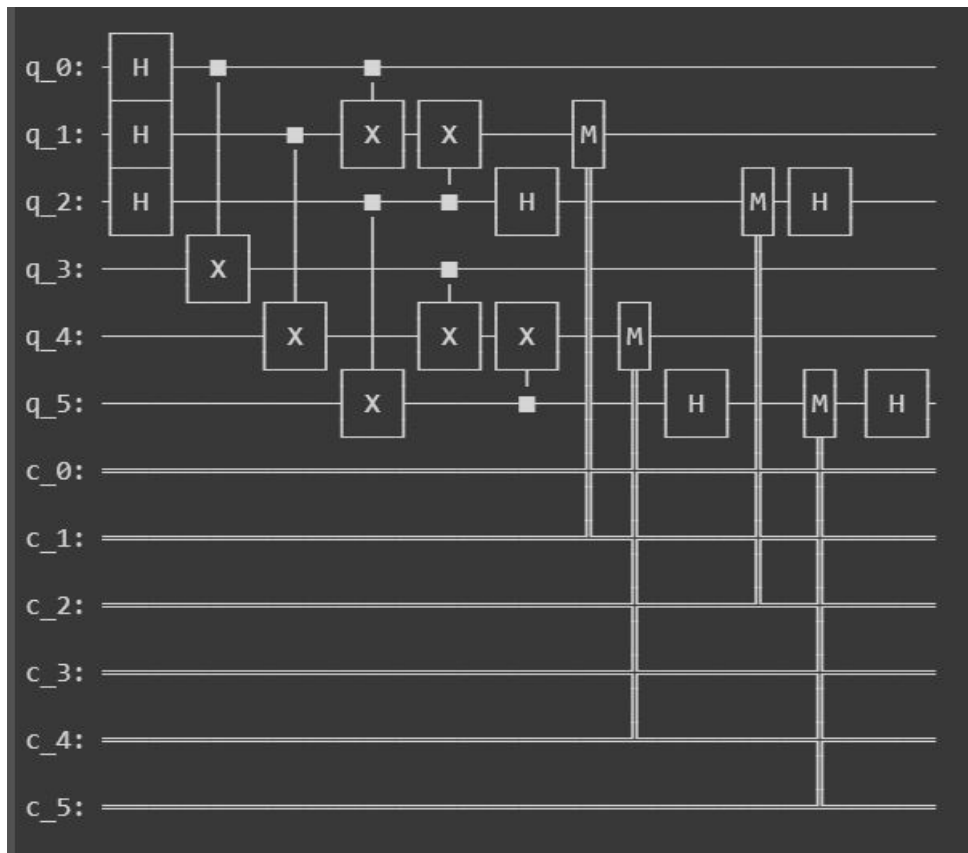 q_0: H
q_1: H X X M
q_2: H H M H
q_3: X
q_4: X X X M
q_5: X H M H
c_0:
c_1:
c_2:
c_3:
c_4:
c_5: